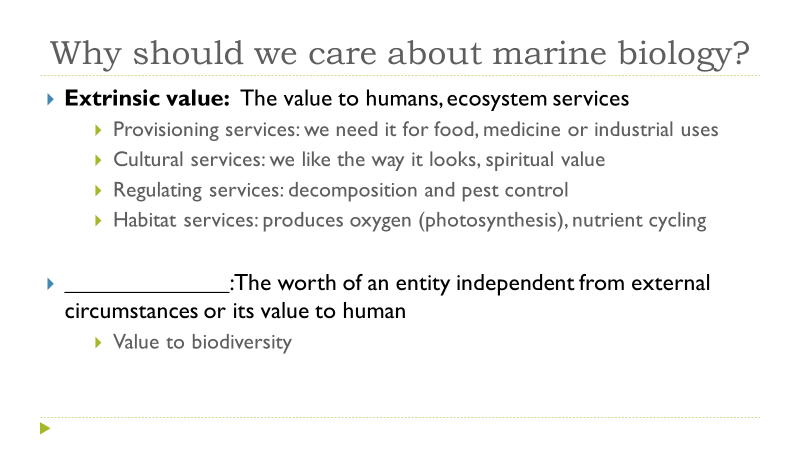 Why should we care about marine biology?
Extrinsic value: The value to humans, ecosystem services
Provisioning services: we need it for food, medicine or industrial uses
Cultural services: we like the way it looks, spiritual value
Regulating services: decomposition and pest control
Habitat services: produces oxygen (photosynthesis), nutrient cycling
______________:The worth of an entity independent from external
circumstances or its value to human
Value to biodiversity